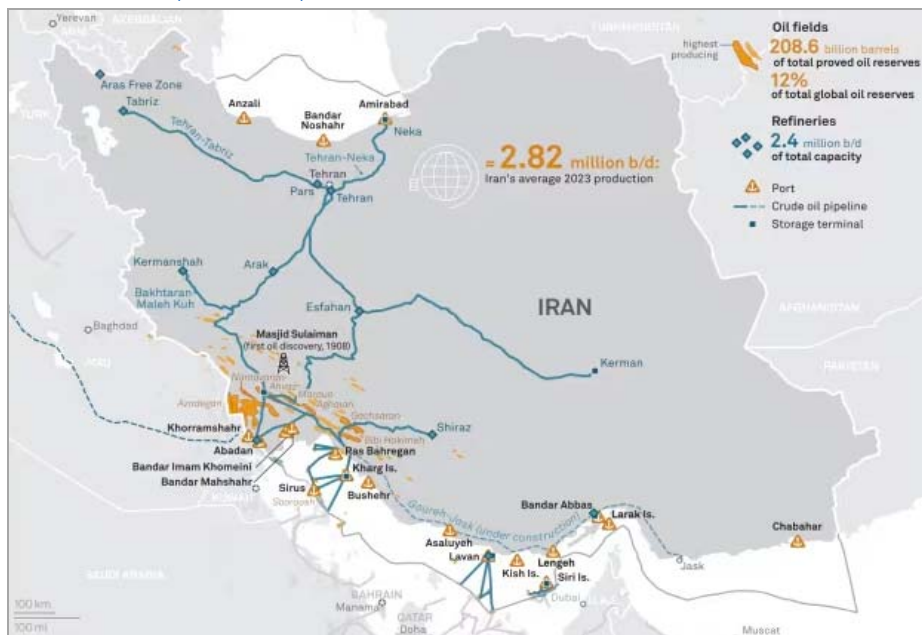 Yerevan
AZERBAIJAN
TURKMENISTAN
Aras Free Zone
Tabriz
Anzali
Bandar
Noshahr
Amirabad
Neka
Tehran-Tabriz
Tehran-Neka
Tehran
Pars
Tehran
highest
producing
Oil fields
208.6 billion barrels
of total proved oil reserves
12%
of total global oil reserves
Refineries
2.4 million b/d
of total capacity
Port
Crude oil pipeline
Storage terminal
= 2.82 million b/d:
Iran's average 2023 production
Kermanshah
Arak
Bakhtaran-
Maleh Kuh
Esfahan
IRAN
AFGHANISTAN
Baghdad
Masjid Sulaiman
(first oil discovery, 1908)
PAKISTAN
Kerman
Ahvaz
Maroun
Aghajari
Azadegan
Gachsaran
Bibi Hakimeh
Shiraz
Khorramshahr
Abadan
Ras Bahregan
Bandar Imam Khomeini
Kharg Is.
Bandar Mahshahr
Sirus
Bushehr
Goureh-Jask (under construction)
Bandar Abbas
Larak Is.
Chabahar
Asaluyeh
Lavan
Kish Is.
Lengeh
Siri Is.
Jask
SAUDI ARABIA
BAHRAIN
Manama
QATAR
Doha
Dubai
Muscat
100 km
100 mi